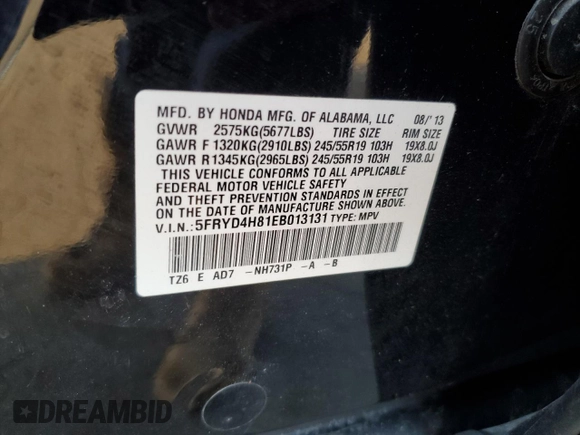 MFD. BY HONDA MFG. OF ALABAMA, LLC 08/'13
GVWR 2575KG(5677LBS) TIRE SIZE RIM SIZE
GAWR F 1320KG(2910LBS) 245/55R19 103H 19X8.0J
GAWR R1345KG(2965LBS) 245/55R19 103H 19X8.0J
THIS VEHICLE CONFORMS TO ALL APPLICABLE
FEDERAL MOTOR VEHICLE SAFETY
AND THEFT PREVENTION STANDARDS IN EFFECT
ON THE DATE OF MANUFACTURE SHOWN ABOVE.
V.I.N.:5FRYD4H81EB013131 TYPE: MPV
TZ6 E AD7 -NH731P -A -B
DREAMBID